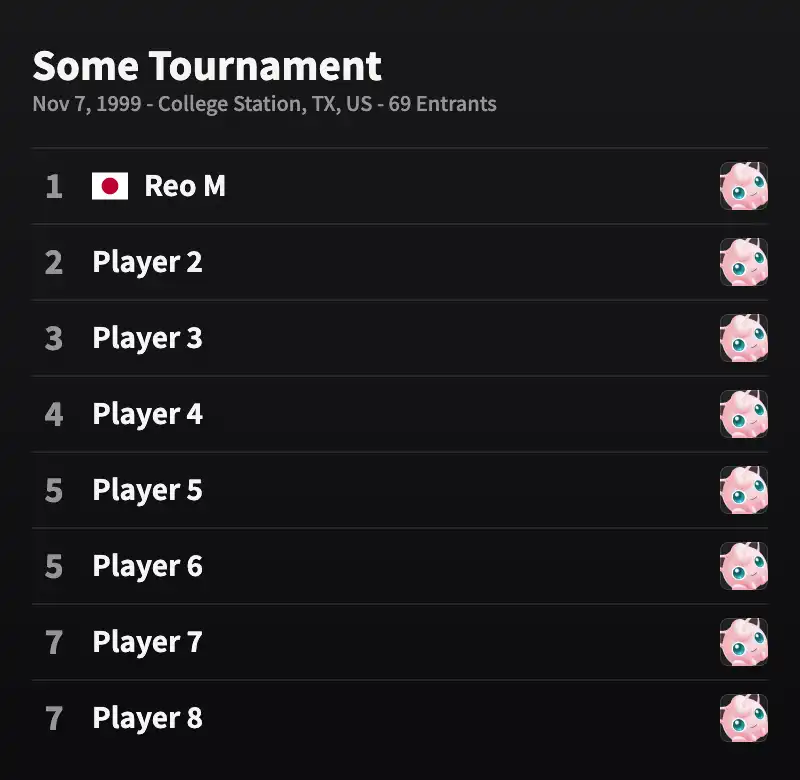 Some Tournament
Nov 7, 1999 - College Station, TX, US - 69 Entrants
1 Reo M
2 Player 2
3 Player 3
4 Player 4
5 Player 5
5 Player 6
7 Player 7
7 Player 8